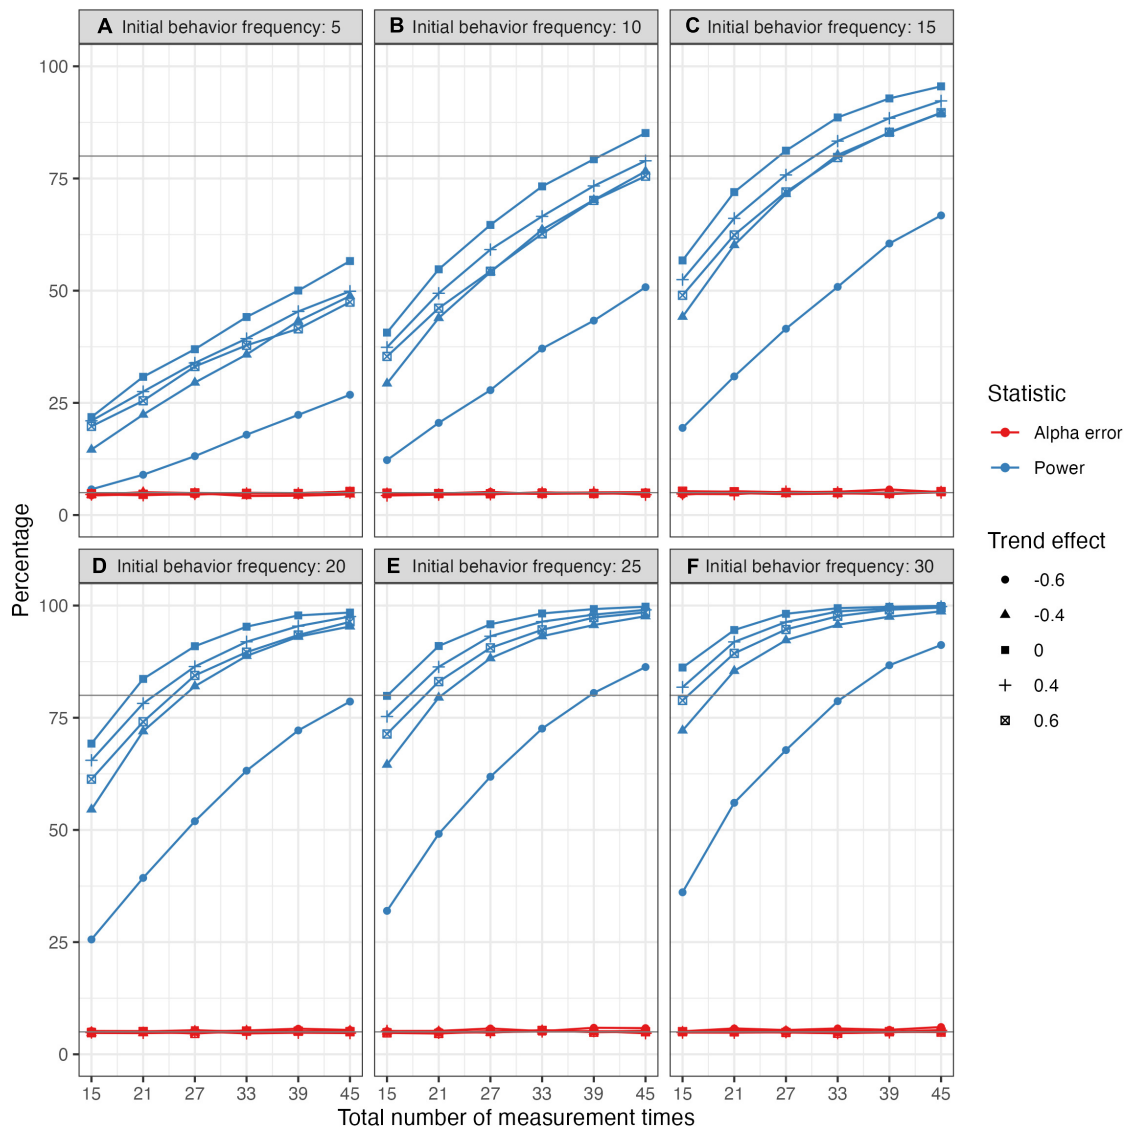 A Initial behavior frequency: 5
B Initial behavior frequency: 10
C Initial behavior frequency: 15
100
75
50
25
0
D Initial behavior frequency: 20
E Initial behavior frequency: 25
F Initial behavior frequency: 30
100
75
50
25
0
15 21 27 33 39 45
15 21 27 33 39 45
15 21 27 33 39 45
Percentage
Total number of measurement times
Statistic
Alpha error
Power
Trend effect
-0.6
-0.4
0
0.4
0.6